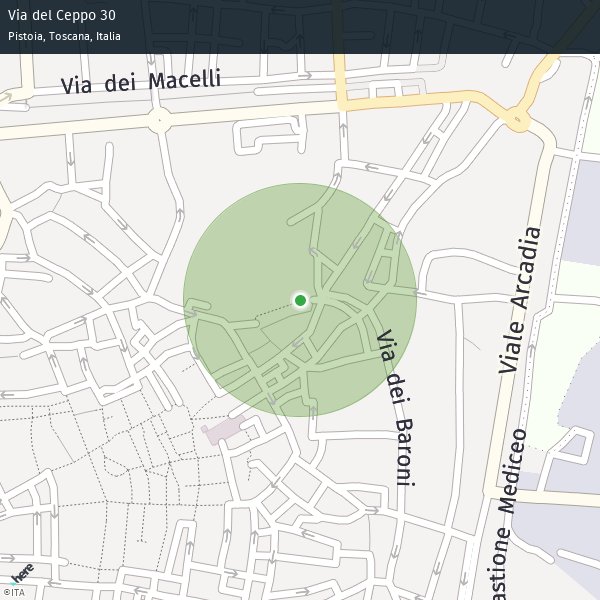 Via del Ceppo 30
Pistoia, Toscana, Italia
Via dei Macelli
Viale Arcadia
Via dei Baroni
astione Mediceo
here
©ITA